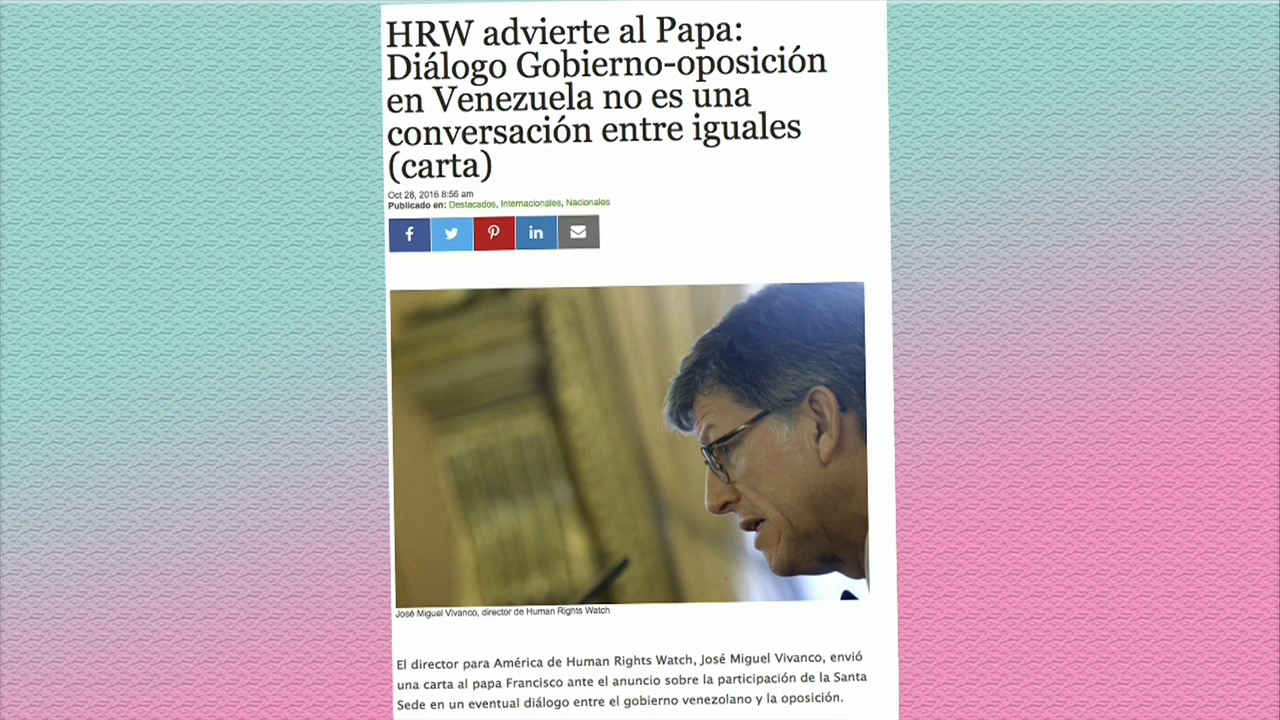 HRW advierte al Papa:
Diálogo Gobierno-oposición
en Venezuela no es una
conversación entre iguales
(carta)
Oct 28, 2016 8:56 am
Publicado en: Destacados, Internacionales, Nacionales
José Miguel Vivanco, director de Human Rights Watch
El director para América de Human Rights Watch, José Miguel Vivanco, envió
una carta al papa Francisco ante el anuncio sobre la participación de la Santa
Sede en un eventual diálogo entre el gobierno venezolano y la oposición.